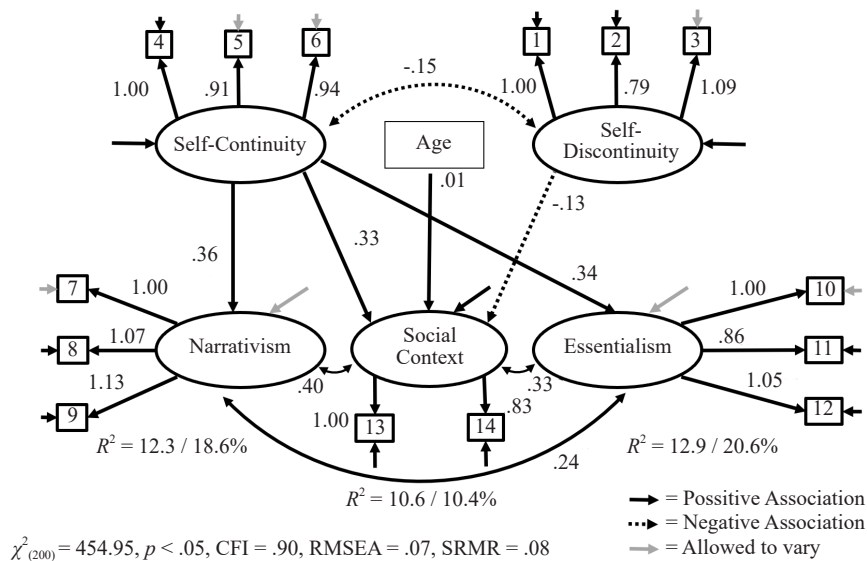 4 5 6 1 2 3
1.00 .91 .94 -.15 1.00 .79 1.09
Self-Continuity Age Self-
Discontinuity
.01
-.13
.36 .33 .34
7 1.00 1.00 10
8 1.07 Narrativism Social
Context Essentialism .86 11
9 1.13 .40 .33 1.05 12
1.00 13 .83 14
R² = 12.3 / 18.6% R² = 12.9 / 20.6%
.24
R² = 10.6 / 10.4%
= Possitive Association
= Negative Association
= Allowed to vary
χ²(200) = 454.95, p < .05, CFI = .90, RMSEA = .07, SRMR = .08